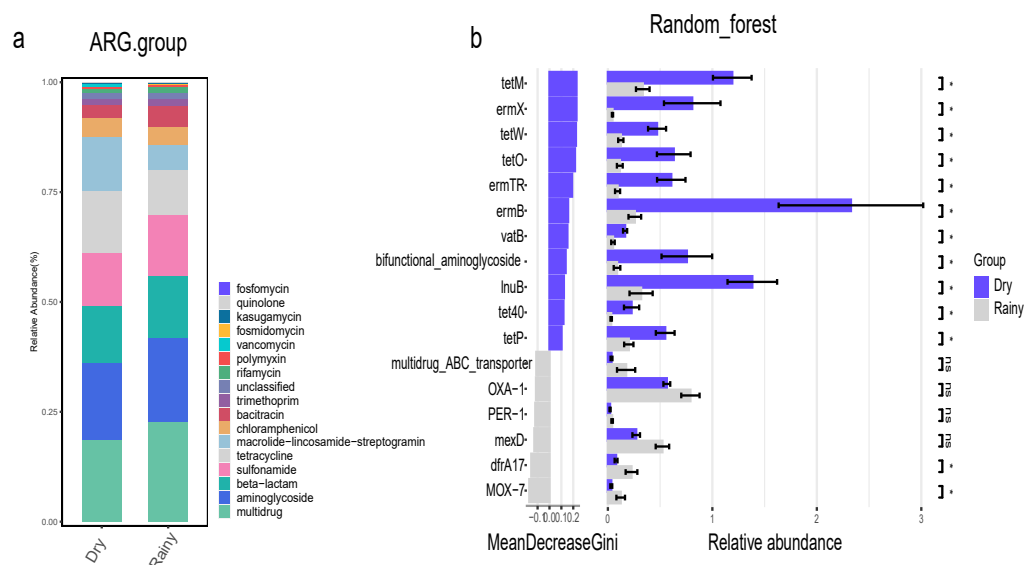 a
ARG.group
1.00
0.75
0.50
0.25
0.00
Relative Abundance(%)
Dry
Rainy
fosfomycin
quinolone
kasugamycin
fosmidomycin
vancomycin
polymyxin
rifamycin
unclassified
trimethoprim
bacitracin
chloramphenicol
macrolide-lincosamide-streptogramin
tetracycline
sulfonamide
beta-lactam
aminoglycoside
multidrug
b
Random_forest
tetM
ermX
tetW
tetO
ermTR
ermB
vatB
bifunctional_aminoglycoside
lnuB
tet40
tetP
multidrug_ABC_transporter
OXA-1
PER-1
mexD
dfrA17
MOX-7
*
*
*
*
*
*
*
*
*
*
*
ns
ns
ns
ns
*
*
0 1 2 3
MeanDecreaseGini
Relative abundance
Group
Dry
Rainy